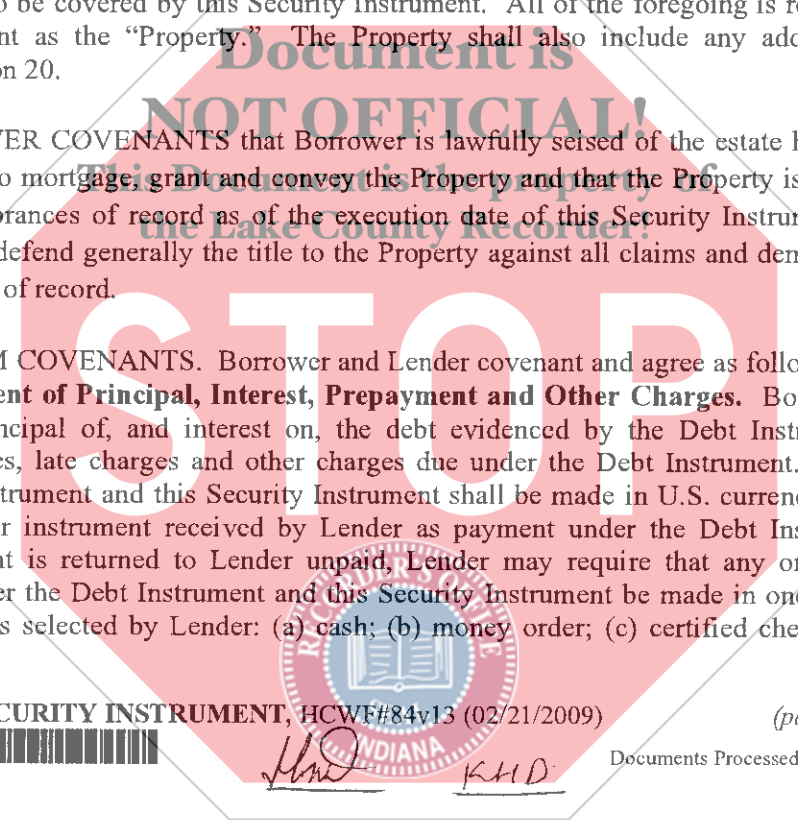 o be covered by this Security Instrument. All of the foregoing is re
nt as the “Property.” The Property shall also include any add
on 20.
Document is
NOT OFFICIAL!
This Document is the property of
the Lake County Recorder!
VER COVENANTS that Borrower is lawfully seised of the estate h
o mortgage, grant and convey the Property and that the Property is
brances of record as of the execution date of this Security Instrum
defend generally the title to the Property against all claims and dem
of record.
STOP
M COVENANTS. Borrower and Lender covenant and agree as follo
ent of Principal, Interest, Prepayment and Other Charges. Bo
ncipal of, and interest on, the debt evidenced by the Debt Instr
es, late charges and other charges due under the Debt Instrument.
strument and this Security Instrument shall be made in U.S. currenc
er instrument received by Lender as payment under the Debt Ins
nt is returned to Lender unpaid, Lender may require that any or
er the Debt Instrument and this Security Instrument be made in one
s selected by Lender: (a) cash; (b) money order; (c) certified che
RECORDER'S OFFICE
INDIANA
CURITY INSTRUMENT, HCWF#84v13 (02/21/2009)
(pa
Documents Processed
KHD